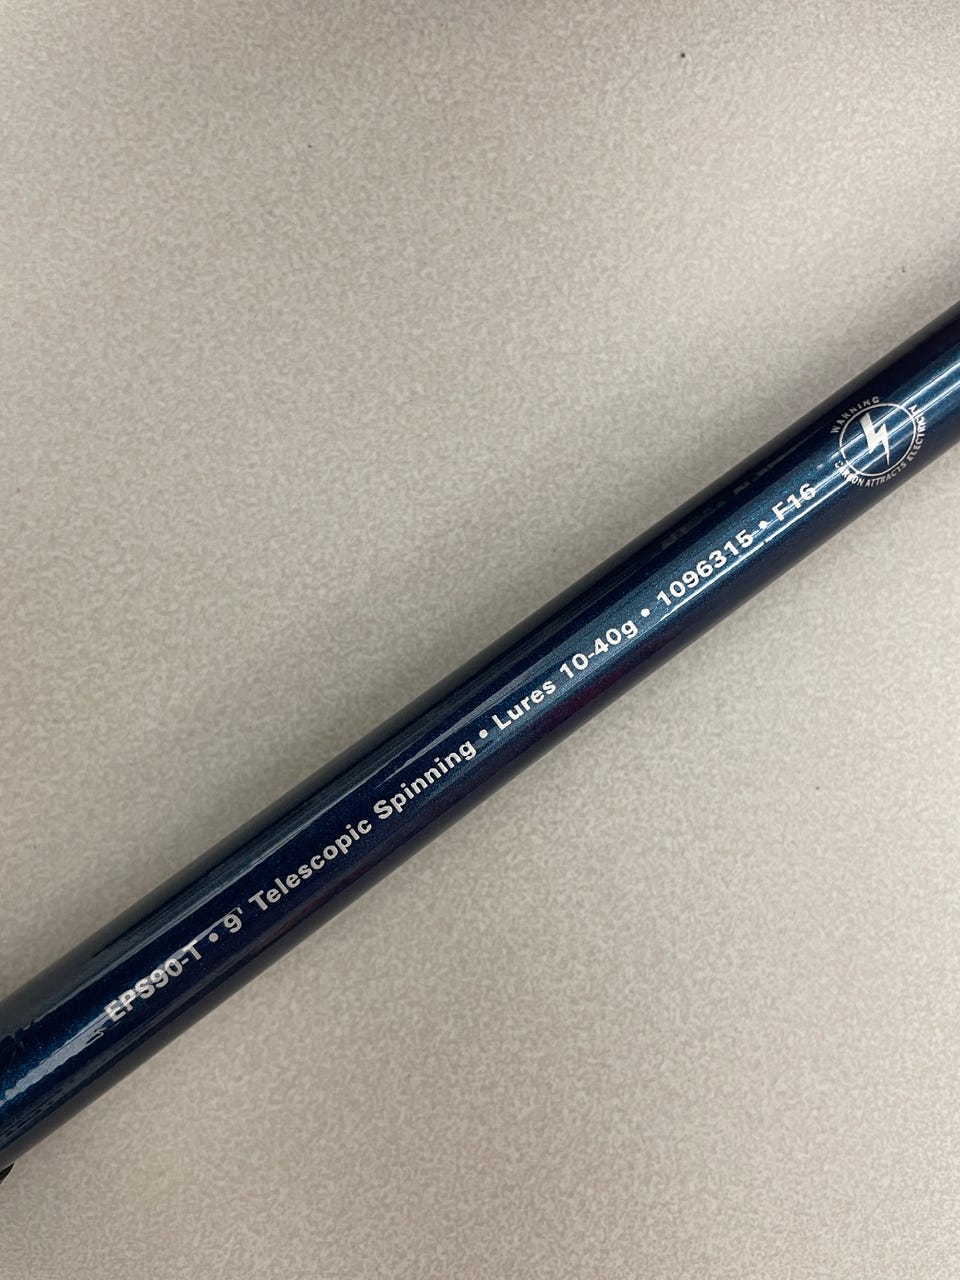 EPS90-T • 9' Telescopic Spinning • Lures 10-40g • 1096315 • F16
WARNING
CARBON ATTRACTS ELECTRICITY